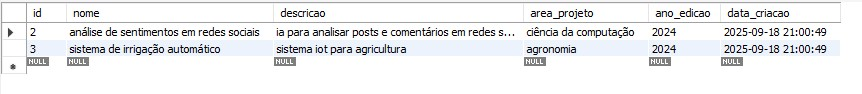 id nome descricao area_projeto ano_edicao data_criacao
2 análise de sentimentos em redes sociais ia para analisar posts e comentários em redes s... ciência da computação 2024 2025-09-18 21:00:49
3 sistema de irrigação automático sistema iot para agricultura agronomia 2024 2025-09-18 21:00:49
NULL NULL NULL NULL NULL NULL